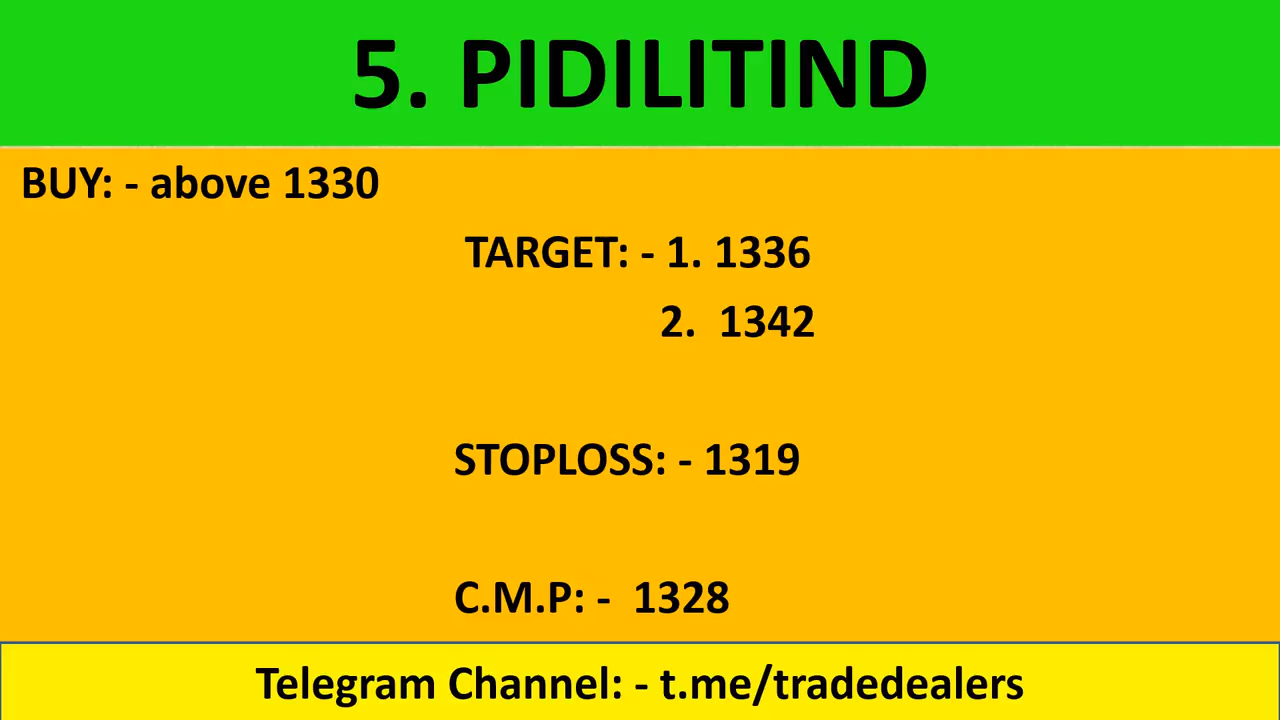 5. PIDILITIND
BUY: - above 1330
TARGET: - 1. 1336
2. 1342
STOPLOSS: - 1319
C.M.P: - 1328
Telegram Channel: - t.me/tradedealers